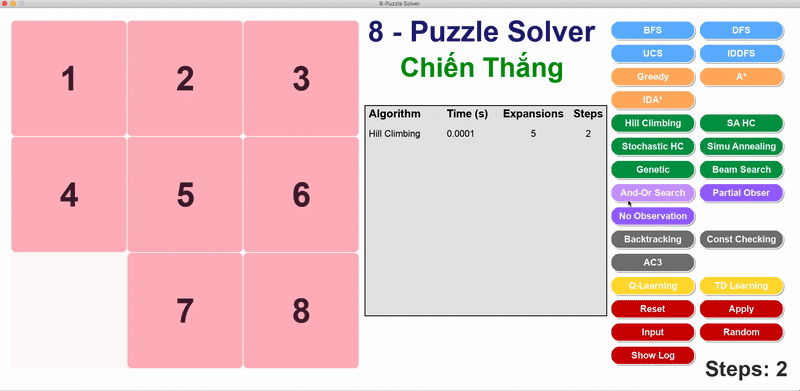 8-Puzzle Solver
1 2 3
4 5 6
7 8
8 - Puzzle Solver
Chiến Thắng
Algorithm Time (s) Expansions Steps
Hill Climbing 0.0001 5 2
BFS DFS
UCS IDDFS
Greedy A*
IDA*
Hill Climbing SA HC
Stochastic HC Simu Annealing
Genetic Beam Search
And-Or Search Partial Obser
No Observation
Backtracking Const Checking
AC3
Q-Learning TD Learning
Reset Apply
Input Random
Show Log
Steps: 2